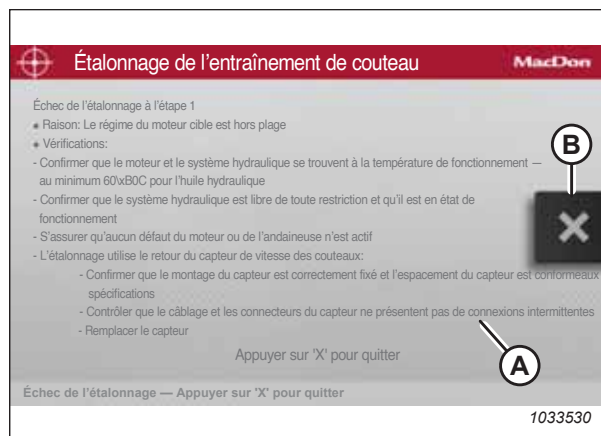 Étalonnage de l'entraînement de couteau
MacDon
Échec de l'étalonnage à l'étape 1
• Raison: Le régime du moteur cible est hors plage
• Vérifications:
- Confirmer que le moteur et le système hydraulique se trouvent à la température de fonctionnement —
au minimum 60\xB0C pour l'huile hydraulique
- Confirmer que le système hydraulique est libre de toute restriction et qu'il est en état de
fonctionnement
- S'assurer qu'aucun défaut du moteur ou de l'andaineuse n'est actif
- L'étalonnage utilise le retour du capteur de vitesse des couteaux:
- Confirmer que le montage du capteur est correctement fixé et l'espacement du capteur est conformeaux
spécifications
- Contrôler que le câblage et les connecteurs du capteur ne présentent pas de connexions intermittentes
- Remplacer le capteur
Appuyer sur 'X' pour quitter
Échec de l'étalonnage — Appuyer sur 'X' pour quitter
B
A
1033530